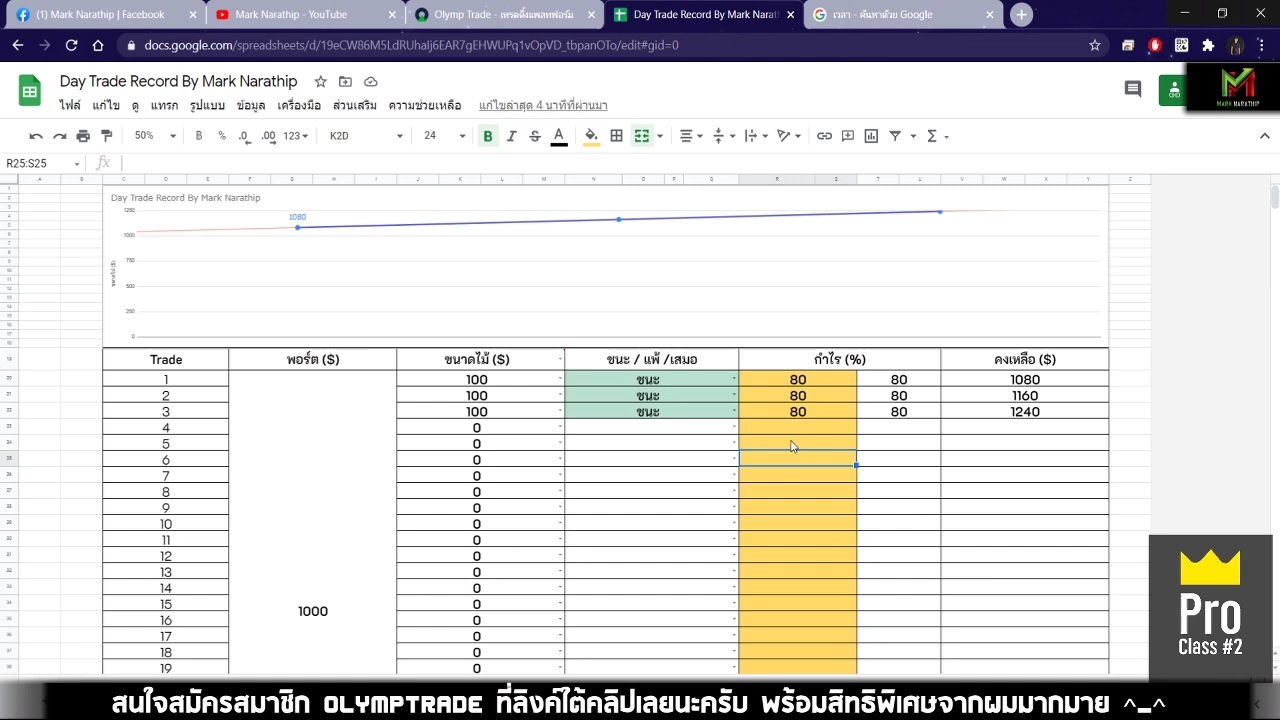 (1) Mark Narathip | Facebook
Mark Narathip - YouTube
Olymp Trade - เทรดดิ้งแพลทฟอร์ม
Day Trade Record By Mark Narat
เวลา - ค้นหาด้วย Google
docs.google.com/spreadsheets/d/19eCW86M5LdRUhaIj6EAR7gEHWUPq1vOpVD_tbpanOTo/edit#gid=0
Day Trade Record By Mark Narathip
ไฟล์ แก้ไข ดู แทรก รูปแบบ ข้อมูล เครื่องมือ ส่วนเสริม ความช่วยเหลือ แก้ไขล่าสุด 4 นาทีที่ผ่านมา
MARK NARATHIP
50% B % .0 .00 123 K2D 24 B I S A
R25:S25 fx
A B C D E F G H I J K L M N O P Q R S T U V W X Y Z
Day Trade Record By Mark Narathip
1250
1080
1000
750
500
250
0
Trade พอร์ต ($) ขนาดไม้ ($) ชนะ / แพ้ /เสมอ กำไร (%) คงเหลือ ($)
1 100 ชนะ 80 80 1080
2 100 ชนะ 80 80 1160
3 100 ชนะ 80 80 1240
4 0
5 0
6 0
7 0
8 0
9 0
10 0
11 0
12 0
13 0
14 0
15 1000 0
16 0
17 0
18 0
19 0
Pro
Class #2
สนใจสมัครสมาชิก OLYMPTRADE ที่ลิงค์ใต้คลิปเลยนะครับ พร้อมสิทธิพิเศษจากผมมากมาย ^_^